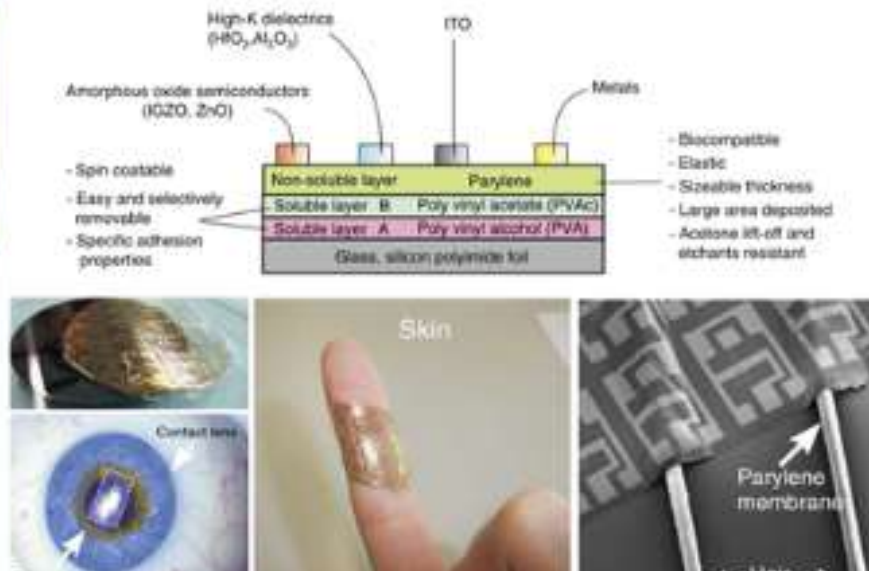 High-K dielectrics
(HfO2,Al2O3)
ITO
Amorphous oxide semiconductors
(IGZO, ZnO)
Metals
- Spin coatable
- Easy and selectively
removable
- Specific adhesion
properties
Non-soluble layer Parylene
Soluble layer B Poly vinyl acetate (PVAc)
Soluble layer A Poly vinyl alcohol (PVA)
Glass, silicon polyimide foil
- Biocompatible
- Elastic
- Sizeable thickness
- Large area deposited
- Acetone lift-off and
etchants resistant
Contact lens
Skin
Parylene
membrane